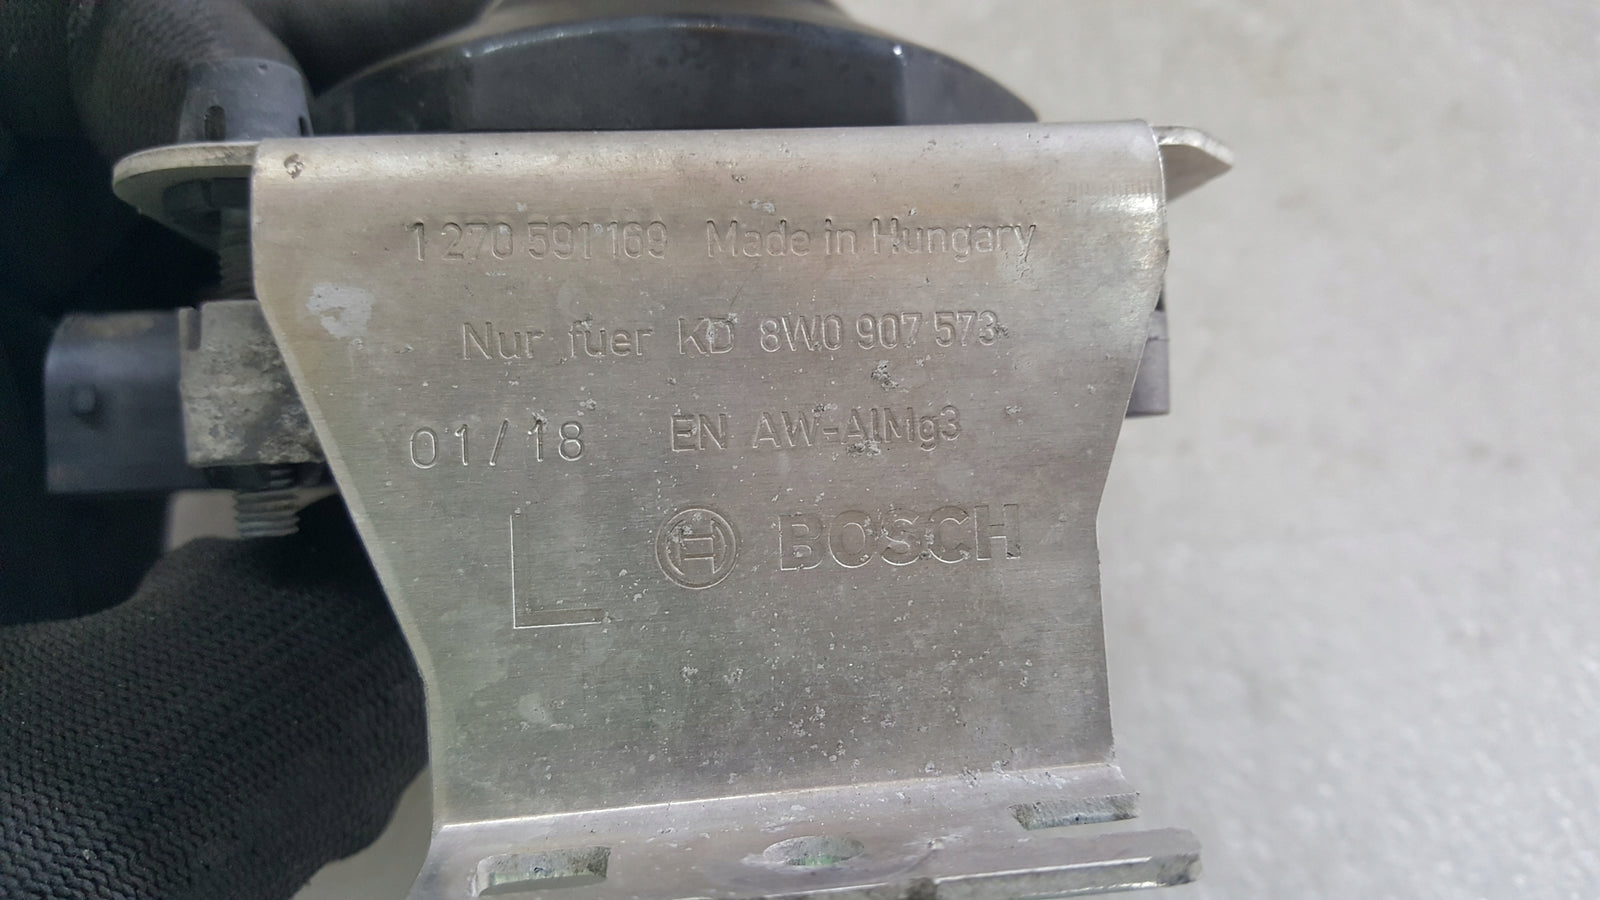 1 270 591 169 Made in Hungary
Nur fuer KD 8W0 907 573
01/18 EN AW-AlMg3
L BOSCH